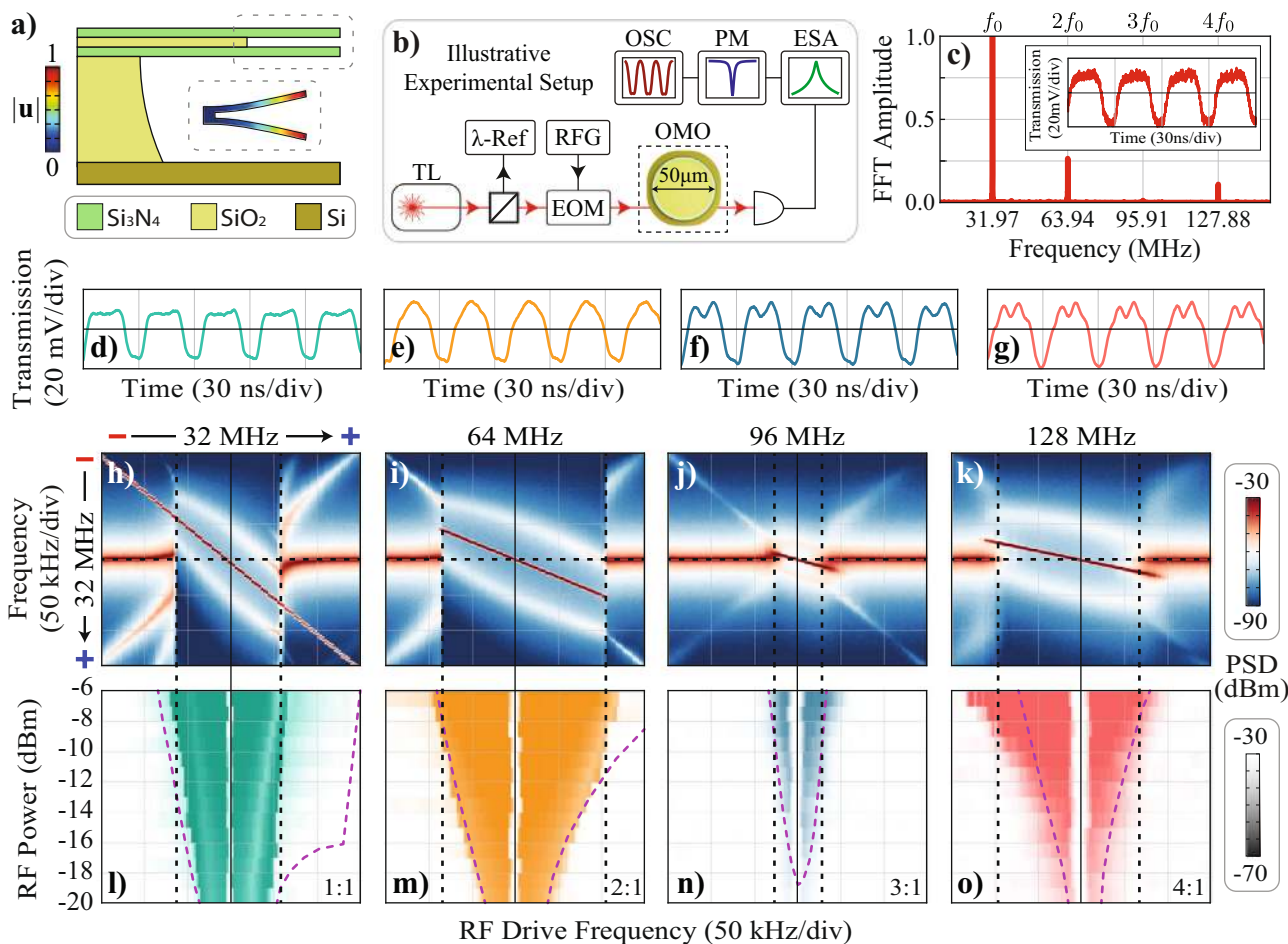 a)
1
|u|
0
Si₃N₄
SiO₂
Si
b)
Illustrative
Experimental Setup
OSC
PM
ESA
λ-Ref
RFG
OMO
TL
EOM
50μm
c)
f₀
2f₀
3f₀
4f₀
FFT Amplitude
1.0
0.5
0.0
Transmission
(20mV/div)
Time (30ns/div)
31.97
63.94
95.91
127.88
Frequency (MHz)
Transmission
(20 mV/div)
d)
e)
f)
g)
Time (30 ns/div)
Time (30 ns/div)
Time (30 ns/div)
Time (30 ns/div)
− 32 MHz +
64 MHz
96 MHz
128 MHz
Frequency
(50 kHz/div)
− 32 MHz +
h)
i)
j)
k)
-30
-90
PSD
(dBm)
-30
-70
RF Power (dBm)
-6
-8
-10
-12
-14
-16
-18
-20
l)
1:1
m)
2:1
n)
3:1
o)
4:1
RF Drive Frequency (50 kHz/div)